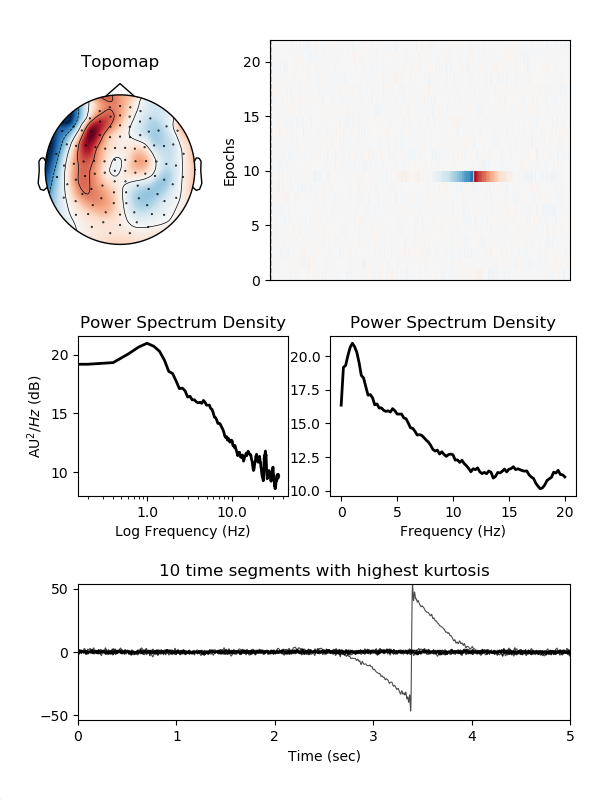 Topomap
Epochs
20
15
10
5
0
Power Spectrum Density
AU²/Hz (dB)
20
15
10
1.0 10.0
Log Frequency (Hz)
Power Spectrum Density
20.0
17.5
15.0
12.5
10.0
0 5 10 15 20
Frequency (Hz)
10 time segments with highest kurtosis
50
0
−50
0 1 2 3 4 5
Time (sec)